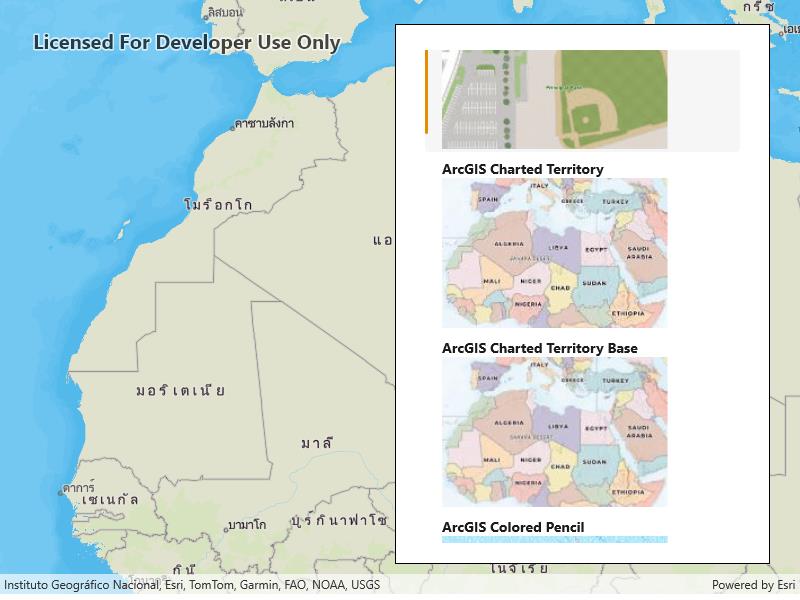 ลิสบอน
กรีซ
Licensed For Developer Use Only
คาซาบลังกา
โมร็อกโก
แอ
มอริเตเนีย
มาลี
ดาการ์
เซเนกัล
บามาโก
บูร์กินาฟาโซ
กินี
ไนจีเรีย
ArcGIS Charted Territory
SPAIN
ITALY
GREECE
TURKEY
ALGERIA
LIBYA
EGYPT
SAUDI
ARABIA
SAHARA DESERT
MALI
NIGER
CHAD
SUDAN
NIGERIA
ETHIOPIA
ArcGIS Charted Territory Base
SPAIN
ITALY
GREECE
TURKEY
ALGERIA
LIBYA
EGYPT
SAUDI
ARABIA
SAHARA DESERT
MALI
NIGER
CHAD
SUDAN
NIGERIA
ETHIOPIA
ArcGIS Colored Pencil
Instituto Geográfico Nacional, Esri, TomTom, Garmin, FAO, NOAA, USGS
Powered by Esri